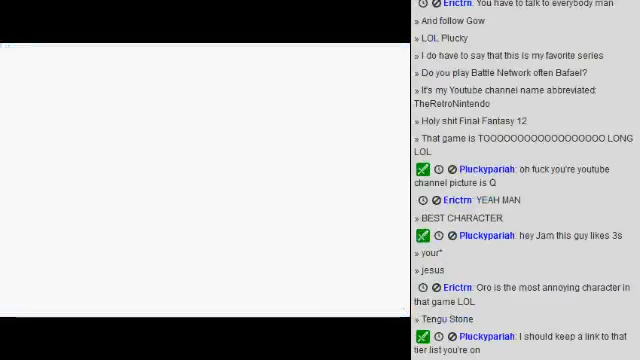 Erictrn: You have to talk to everybody man
» And follow Gow
» LOL Plucky
» I do have to say that this is my favorite series
» Do you play Battle Network often Bafael?
» It's my Youtube channel name abbreviated:
TheRetroNintendo
» Holy shit Final Fantasy 12
» That game is TOOOOOOOOOOOOOOOOOO LONG
LOL
Pluckypariah: oh fuck you're youtube
channel picture is Q
Erictrn: YEAH MAN
» BEST CHARACTER
Pluckypariah: hey Jam this guy likes 3s
» your*
» jesus
Erictrn: Oro is the most annoying character in
that game LOL
» Tengu Stone
Pluckypariah: I should keep a link to that
tier list you're on